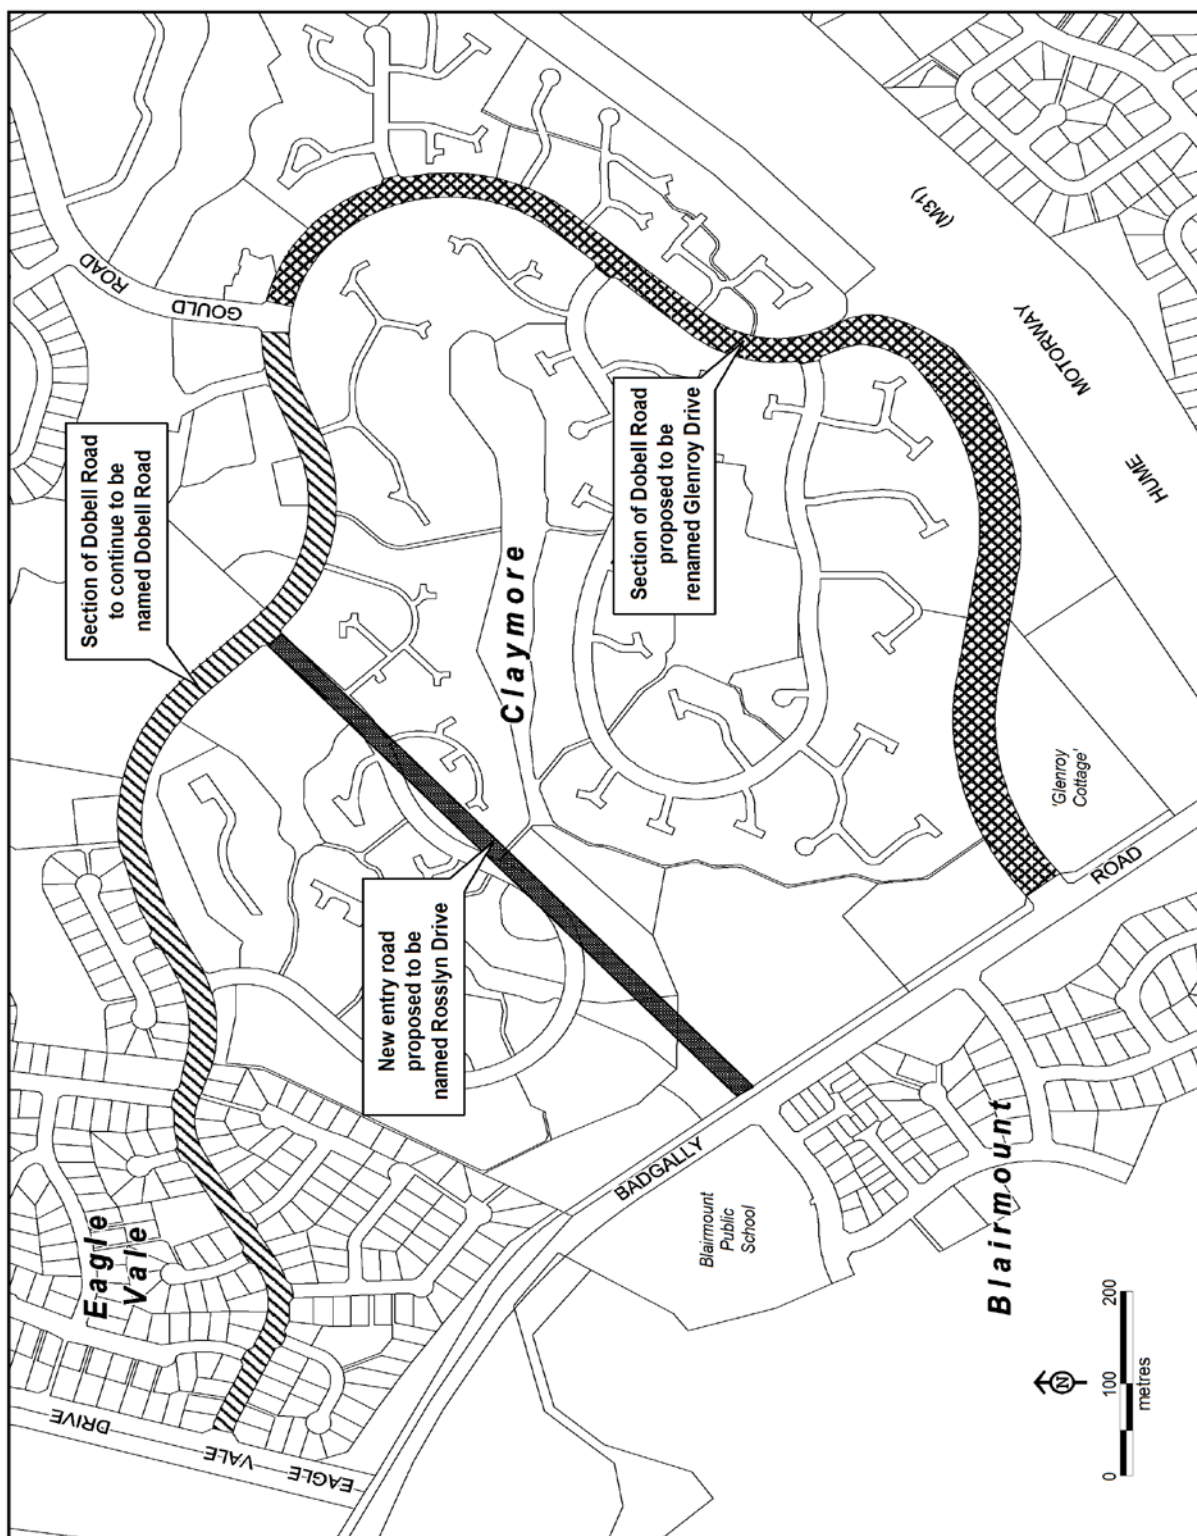 Eagle
Vale
EAGLE VALE DRIVE
Section of Dobell Road
to continue to be
named Dobell Road
GOULD ROAD
New entry road
proposed to be
named Rosslyn Drive
Claymore
Section of Dobell Road
proposed to be
renamed Glenroy Drive
BADGALLY ROAD
Blairmount
Public
School
Blairmount
'Glenroy
Cottage'
HUME MOTORWAY (M31)
N
0 100 200
metres